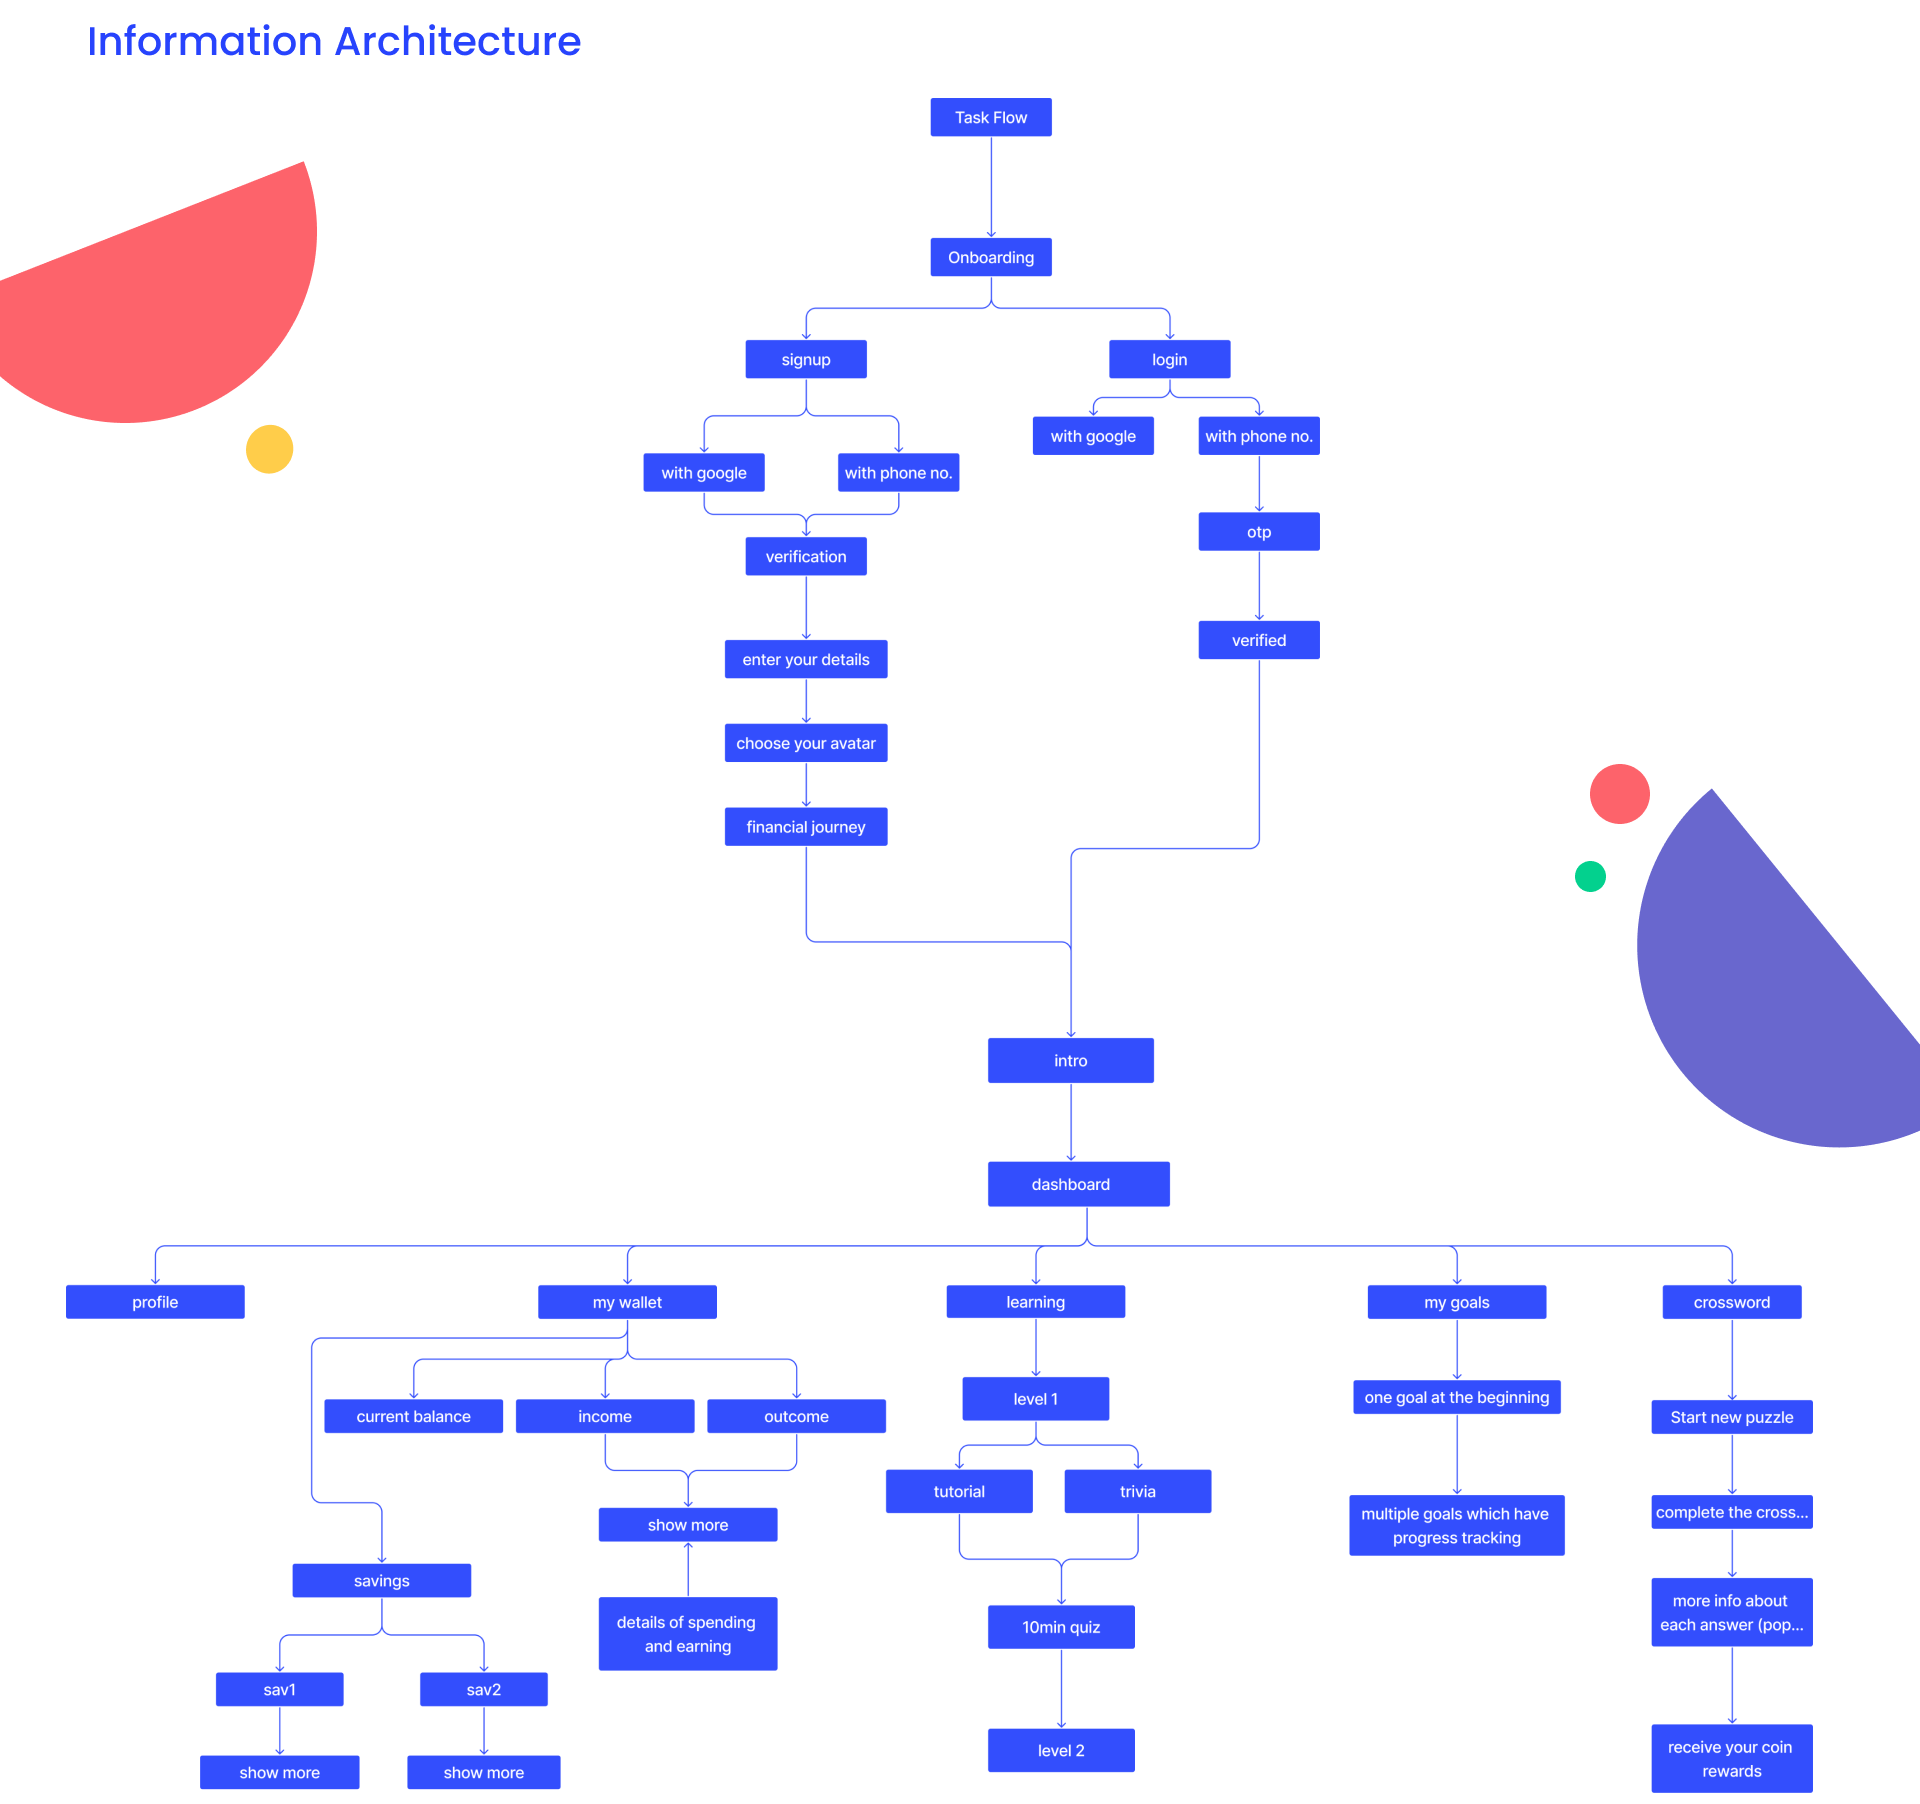 Information Architecture
Task Flow
Onboarding
signup
login
with google
with phone no.
with google
with phone no.
otp
verification
verified
enter your details
choose your avatar
financial journey
intro
dashboard
profile
my wallet
learning
my goals
crossword
current balance
income
outcome
level 1
one goal at the beginning
Start new puzzle
tutorial
trivia
multiple goals which have
progress tracking
complete the cross...
show more
savings
details of spending
and earning
10min quiz
more info about
each answer (pop...
sav1
sav2
level 2
receive your coin
rewards
show more
show more